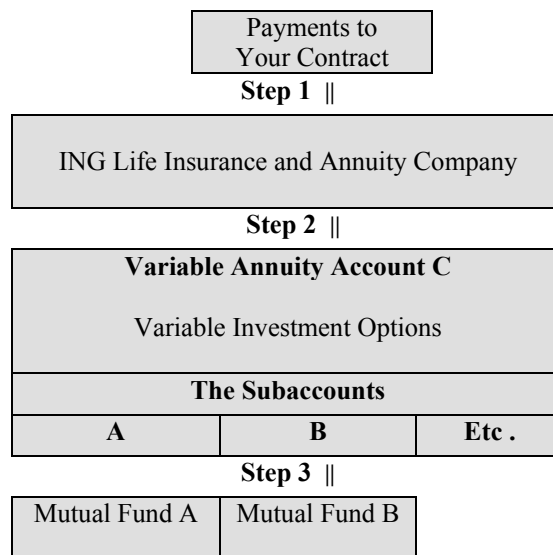 Payments to
Your Contract
Step 1 ||
ING Life Insurance and Annuity Company
Step 2 ||
Variable Annuity Account C
Variable Investment Options
The Subaccounts
A B Etc .
Step 3 ||
Mutual Fund A Mutual Fund B